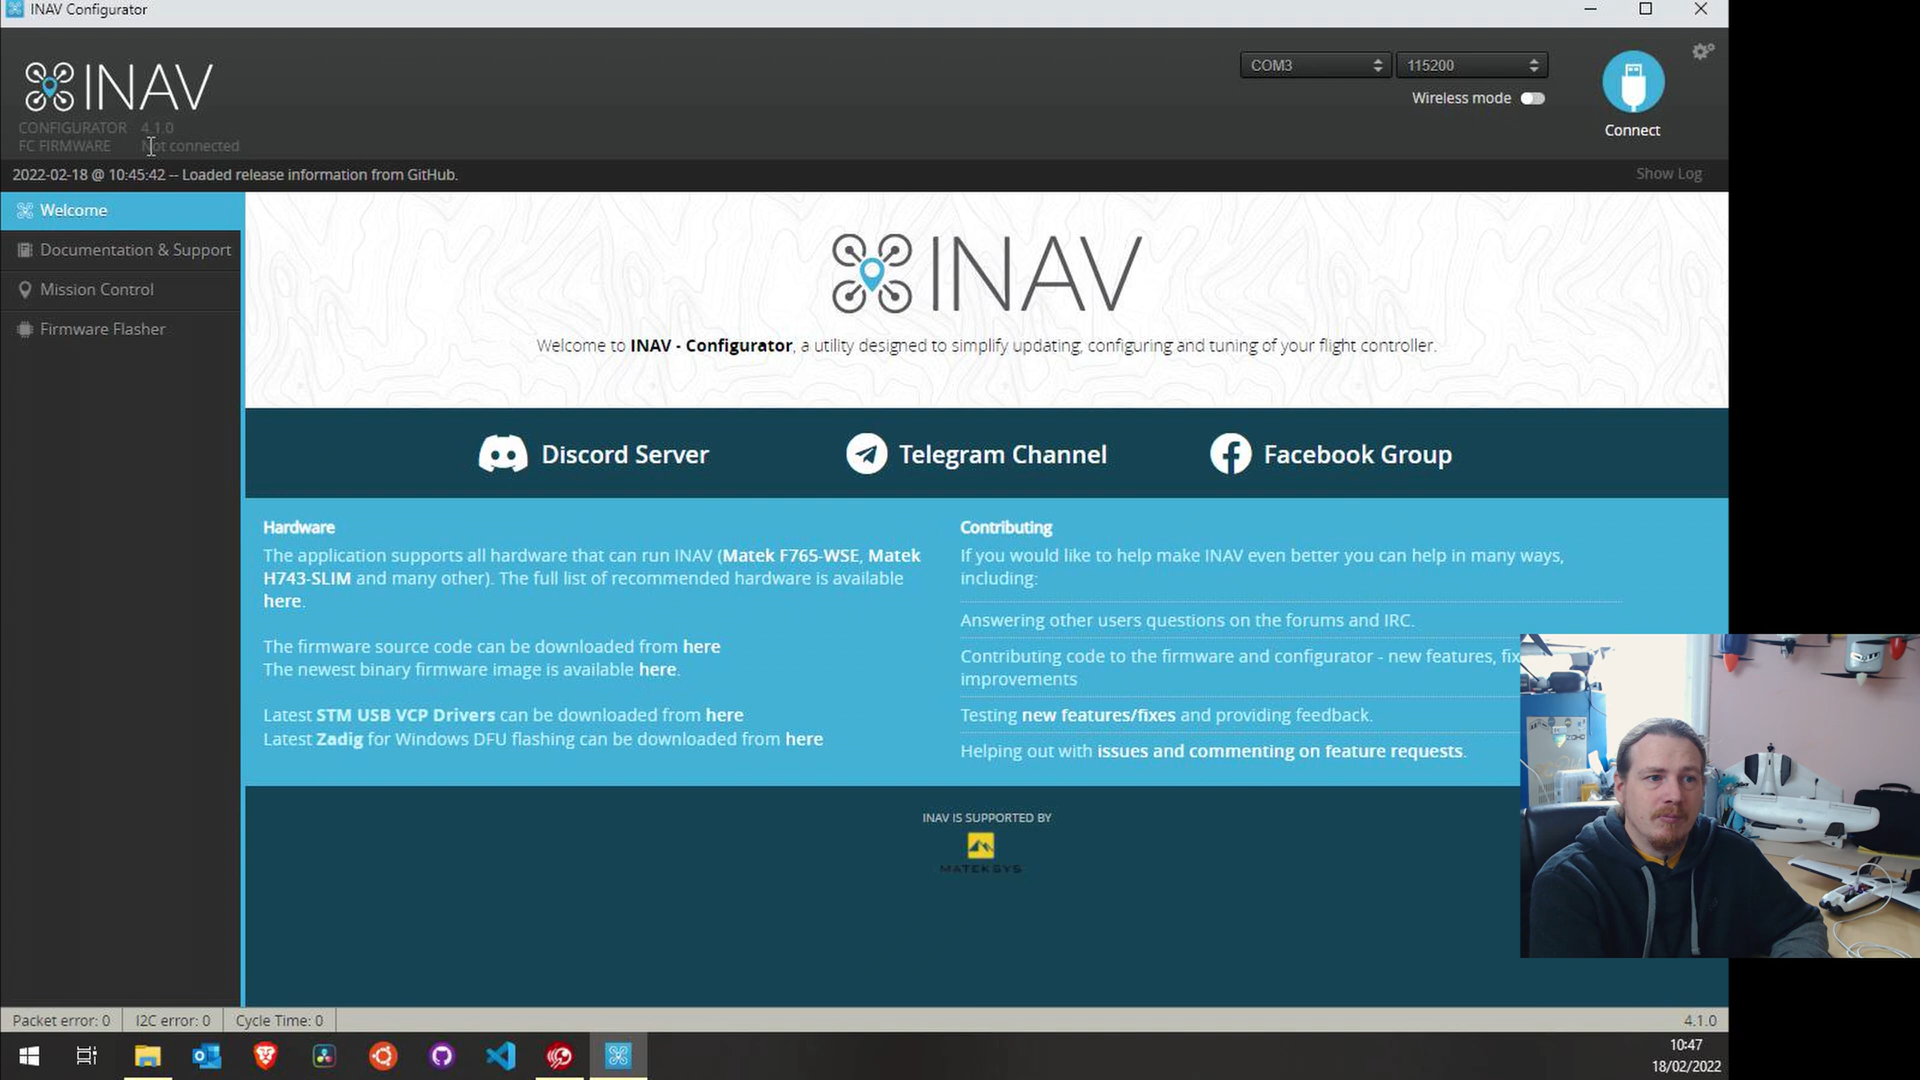 INAV Configurator
INAV
CONFIGURATOR 4.1.0
FC FIRMWARE Not connected
COM3
115200
Wireless mode
Connect
2022-02-18 @ 10:45:42 -- Loaded release information from GitHub.
Show Log
Welcome
Documentation & Support
Mission Control
Firmware Flasher
INAV
Welcome to INAV - Configurator, a utility designed to simplify updating, configuring and tuning of your flight controller.
Discord Server
Telegram Channel
Facebook Group
Hardware
The application supports all hardware that can run INAV (Matek F765-WSE, Matek
H743-SLIM and many other). The full list of recommended hardware is available
here.
The firmware source code can be downloaded from here
The newest binary firmware image is available here.
Latest STM USB VCP Drivers can be downloaded from here
Latest Zadig for Windows DFU flashing can be downloaded from here
Contributing
If you would like to help make INAV even better you can help in many ways,
including:
Answering other users questions on the forums and IRC.
Contributing code to the firmware and configurator - new features, fix
improvements
Testing new features/fixes and providing feedback.
Helping out with issues and commenting on feature requests.
INAV IS SUPPORTED BY
MATEKSYS
Packet error: 0
I2C error: 0
Cycle Time: 0
4.1.0
10:47
18/02/2022